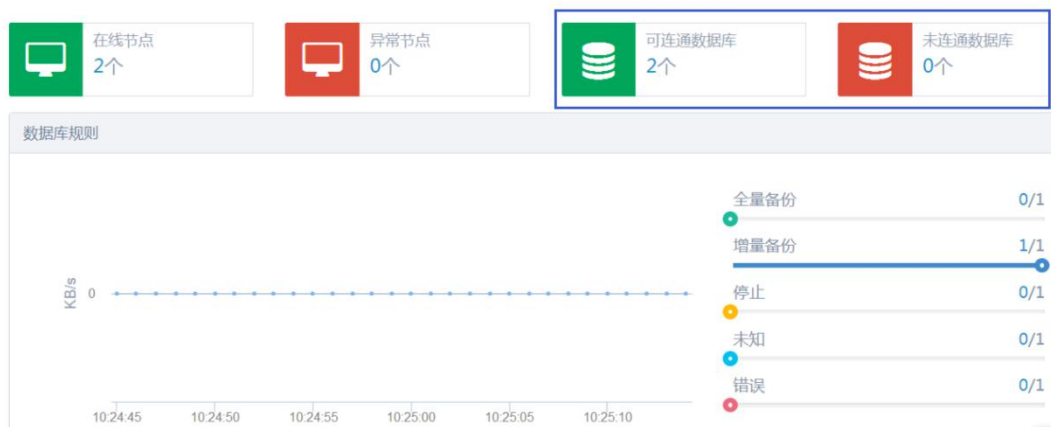 在线节点
2个
异常节点
0个
可连通数据库
2个
未连通数据库
0个
数据库规则
KB/s
0
10:24:45
10:24:50
10:24:55
10:25:00
10:25:05
10:25:10
全量备份 0/1
增量备份 1/1
停止 0/1
未知 0/1
错误 0/1